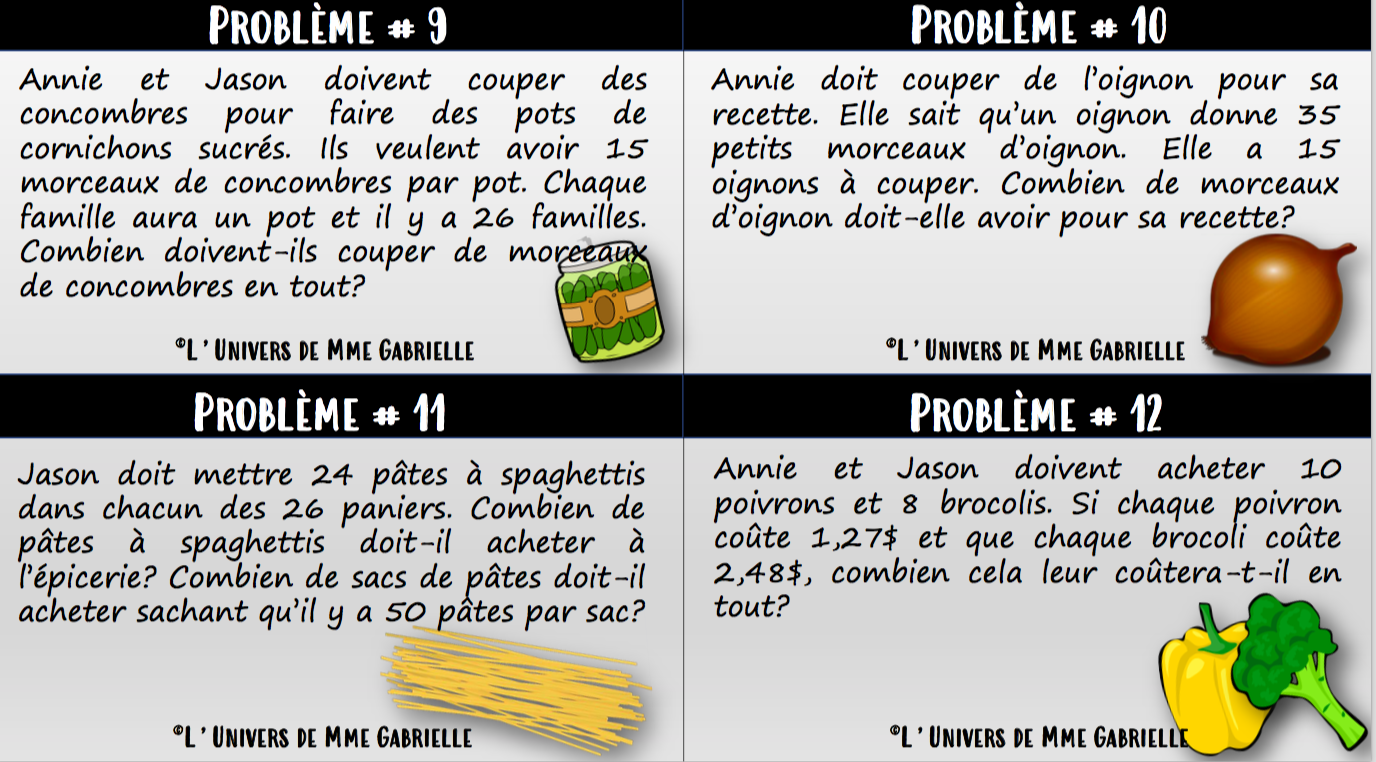 PROBLÈME # 9
Annie et Jason doivent couper des
concombres pour faire des pots de
cornichons sucrés. Ils veulent avoir 15
morceaux de concombres par pot. Chaque
famille aura un pot et il y a 26 familles.
Combien doivent-ils couper de morceaux
de concombres en tout?
©L'UNIVERS DE MME GABRIELLE
PROBLÈME # 10
Annie doit couper de l'oignon pour sa
recette. Elle sait qu'un oignon donne 35
petits morceaux d'oignon. Elle a 15
oignons à couper. Combien de morceaux
d'oignon doit-elle avoir pour sa recette?
©L'UNIVERS DE MME GABRIELLE
PROBLÈME # 11
Jason doit mettre 24 pâtes à spaghettis
dans chacun des 26 paniers. Combien de
pâtes à spaghettis doit-il acheter à
l'épicerie? Combien de sacs de pâtes doit-il
acheter sachant qu'il y a 50 pâtes par sac?
©L'UNIVERS DE MME GABRIELLE
PROBLÈME # 12
Annie et Jason doivent acheter 10
poivrons et 8 brocolis. Si chaque poivron
coûte 1,27$ et que chaque brocoli coûte
2,48$, combien cela leur coûtera-t-il en
tout?
©L'UNIVERS DE MME GABRIELLE